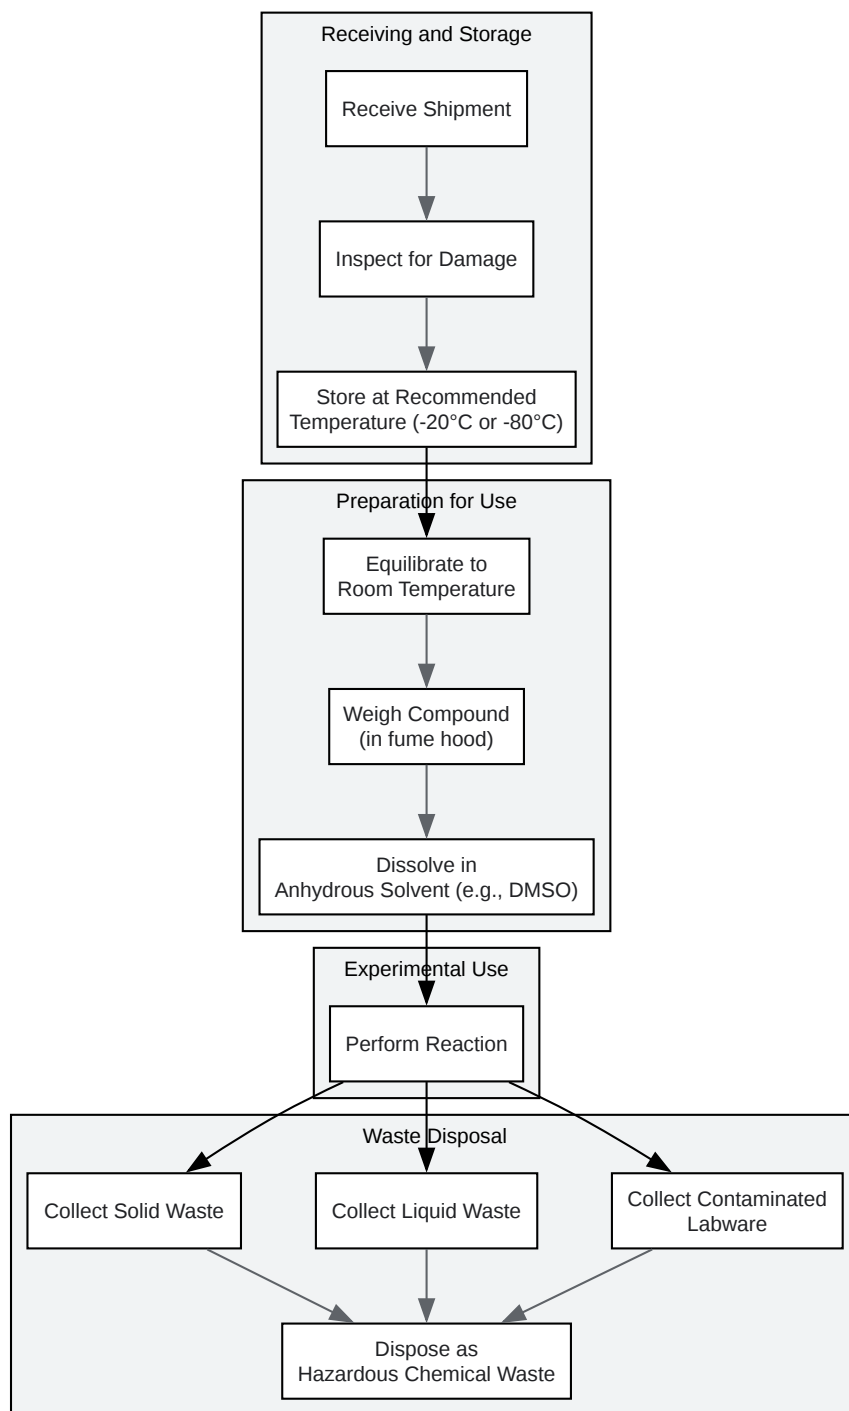 Receiving and Storage
Receive Shipment
Inspect for Damage
Store at Recommended
Temperature (-20°C or -80°C)
Preparation for Use
Equilibrate to
Room Temperature
Weigh Compound
(in fume hood)
Dissolve in
Anhydrous Solvent (e.g., DMSO)
Experimental Use
Perform Reaction
Waste Disposal
Collect Solid Waste
Collect Liquid Waste
Collect Contaminated
Labware
Dispose as
Hazardous Chemical Waste